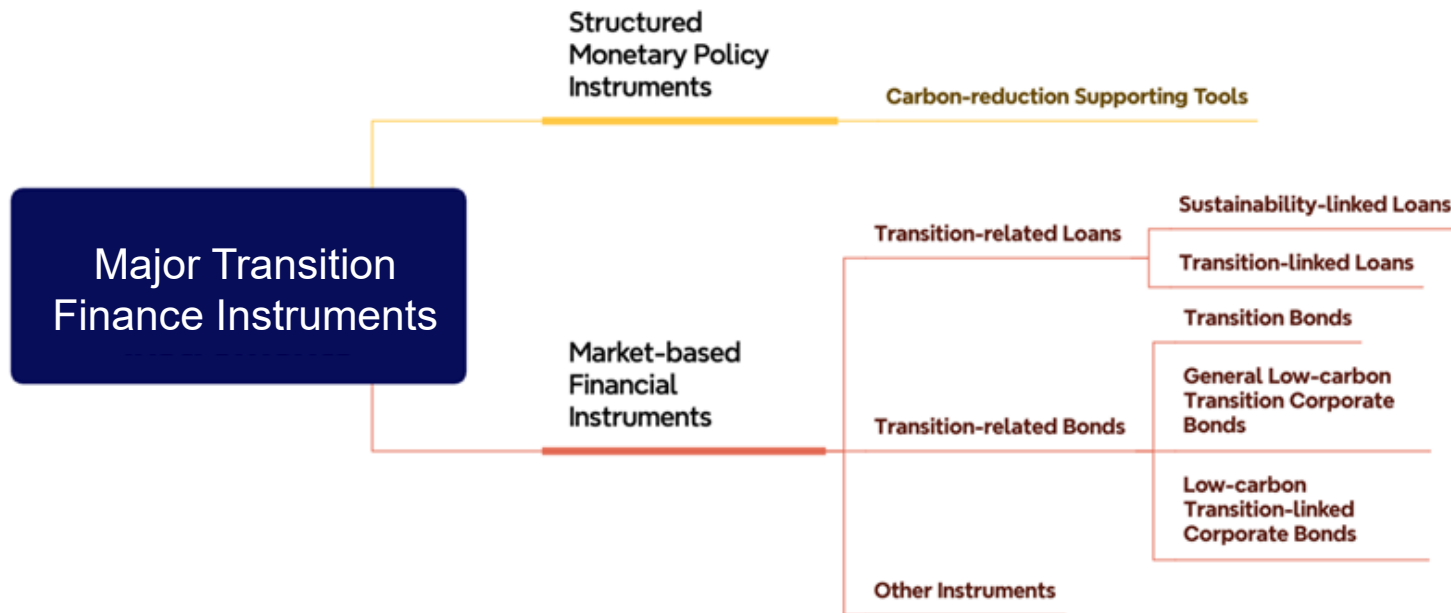 Structured
Monetary Policy
Instruments
Carbon-reduction Supporting Tools
Major Transition
Finance Instruments
Market-based
Financial
Instruments
Transition-related Loans
Sustainability-linked Loans
Transition-linked Loans
Transition-related Bonds
Transition Bonds
General Low-carbon
Transition Corporate
Bonds
Low-carbon
Transition-linked
Corporate Bonds
Other Instruments